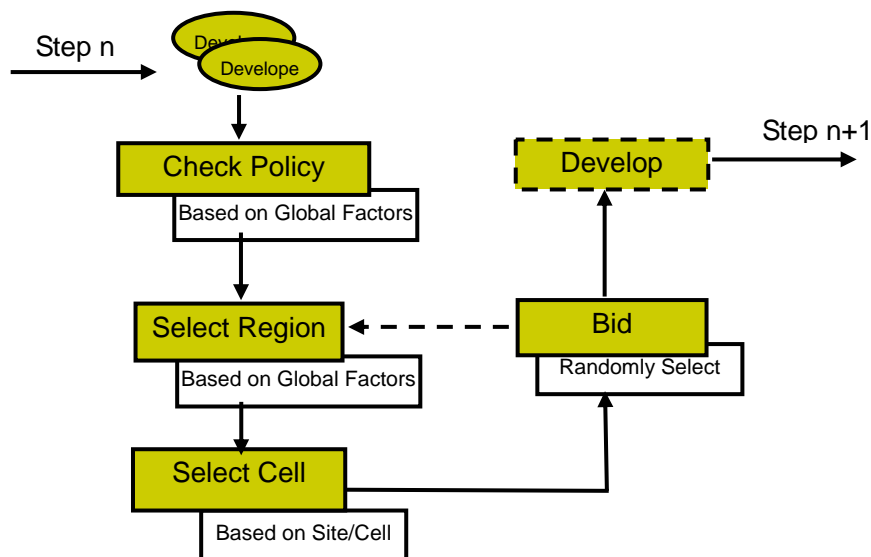 Step n
Develope
Check Policy
Based on Global Factors
Select Region
Based on Global Factors
Select Cell
Based on Site/Cell
Bid
Randomly Select
Develop
Step n+1